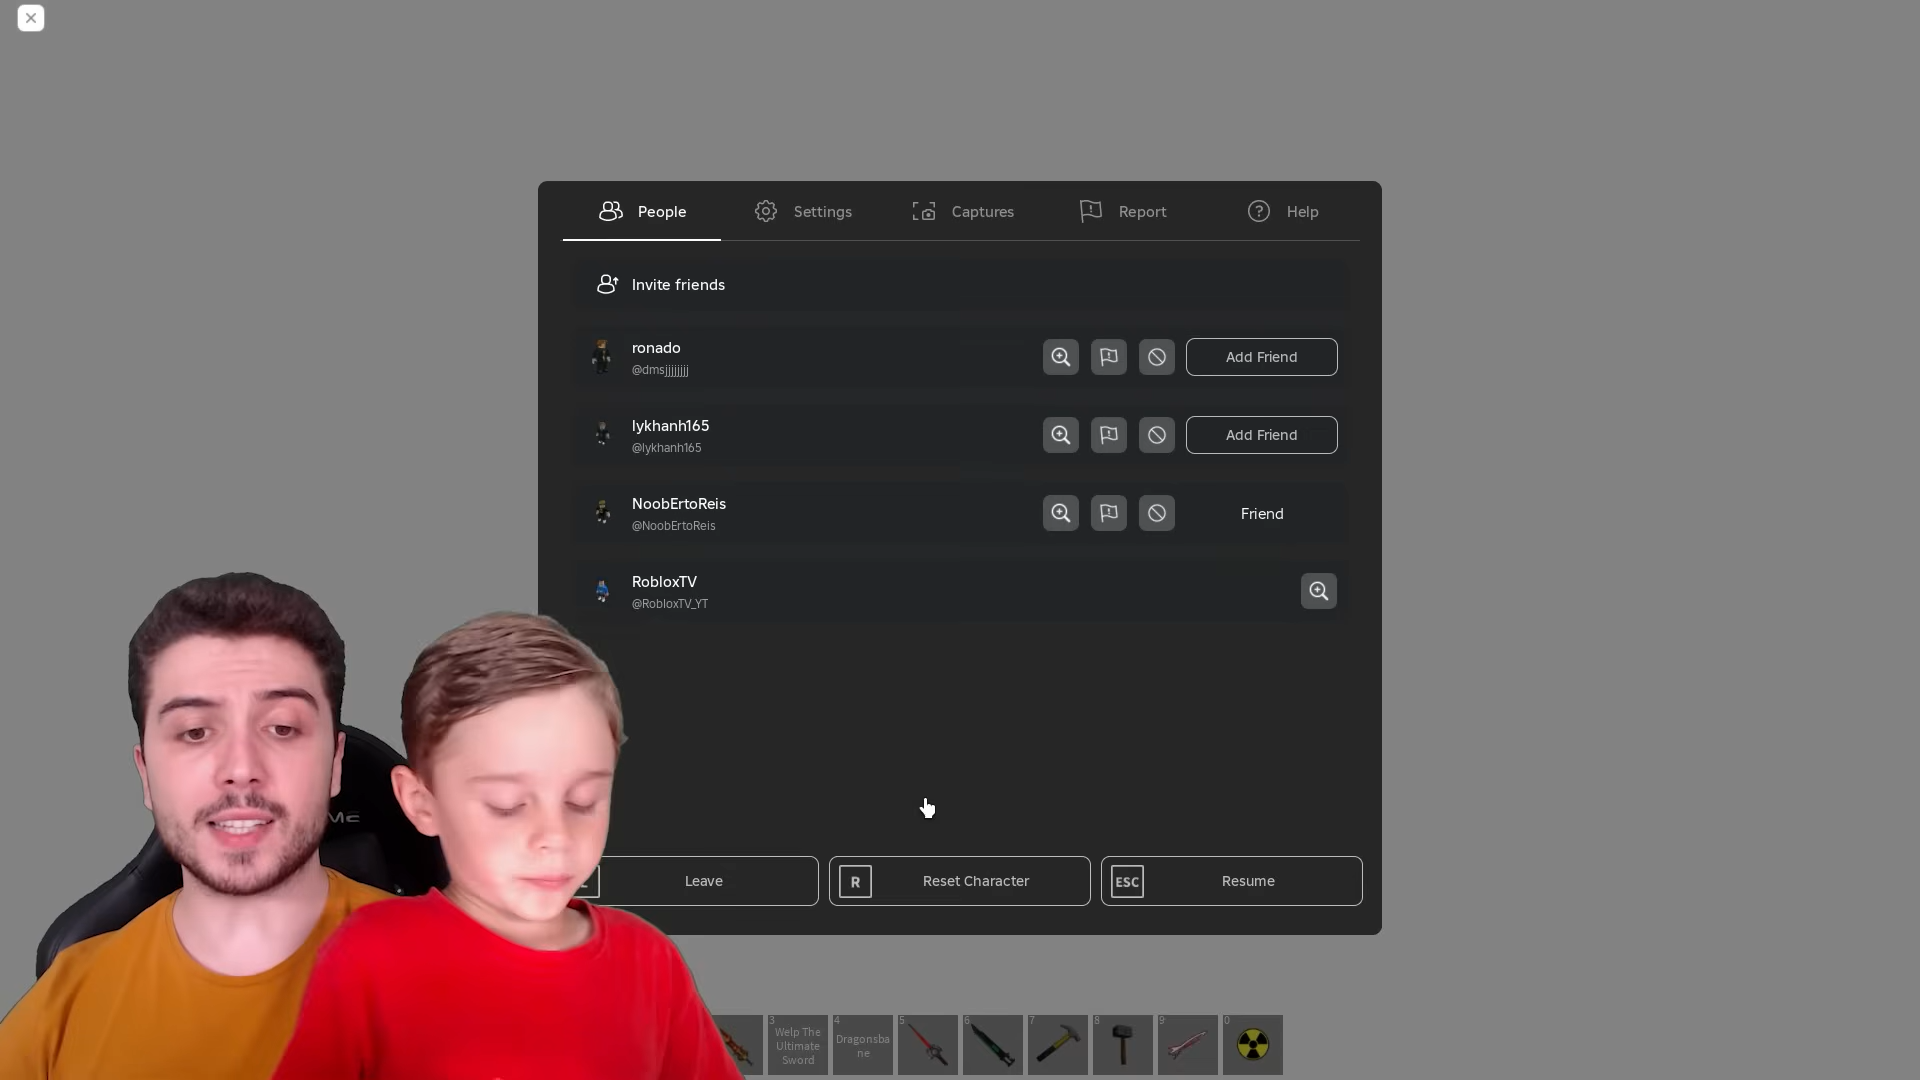 People
Settings
Captures
Report
Help
Invite friends
ronado
@dmsjjjjjjjj
Add Friend
lykhanh165
@lykhanh165
Add Friend
NoobErtoReis
@NoobErtoReis
Friend
RobloxTV
@RobloxTV_YT
Leave
R
Reset Character
ESC
Resume
3
Welp The
Ultimate
Sword
4
Dragonsba
ne
5
6
7
8
9
0